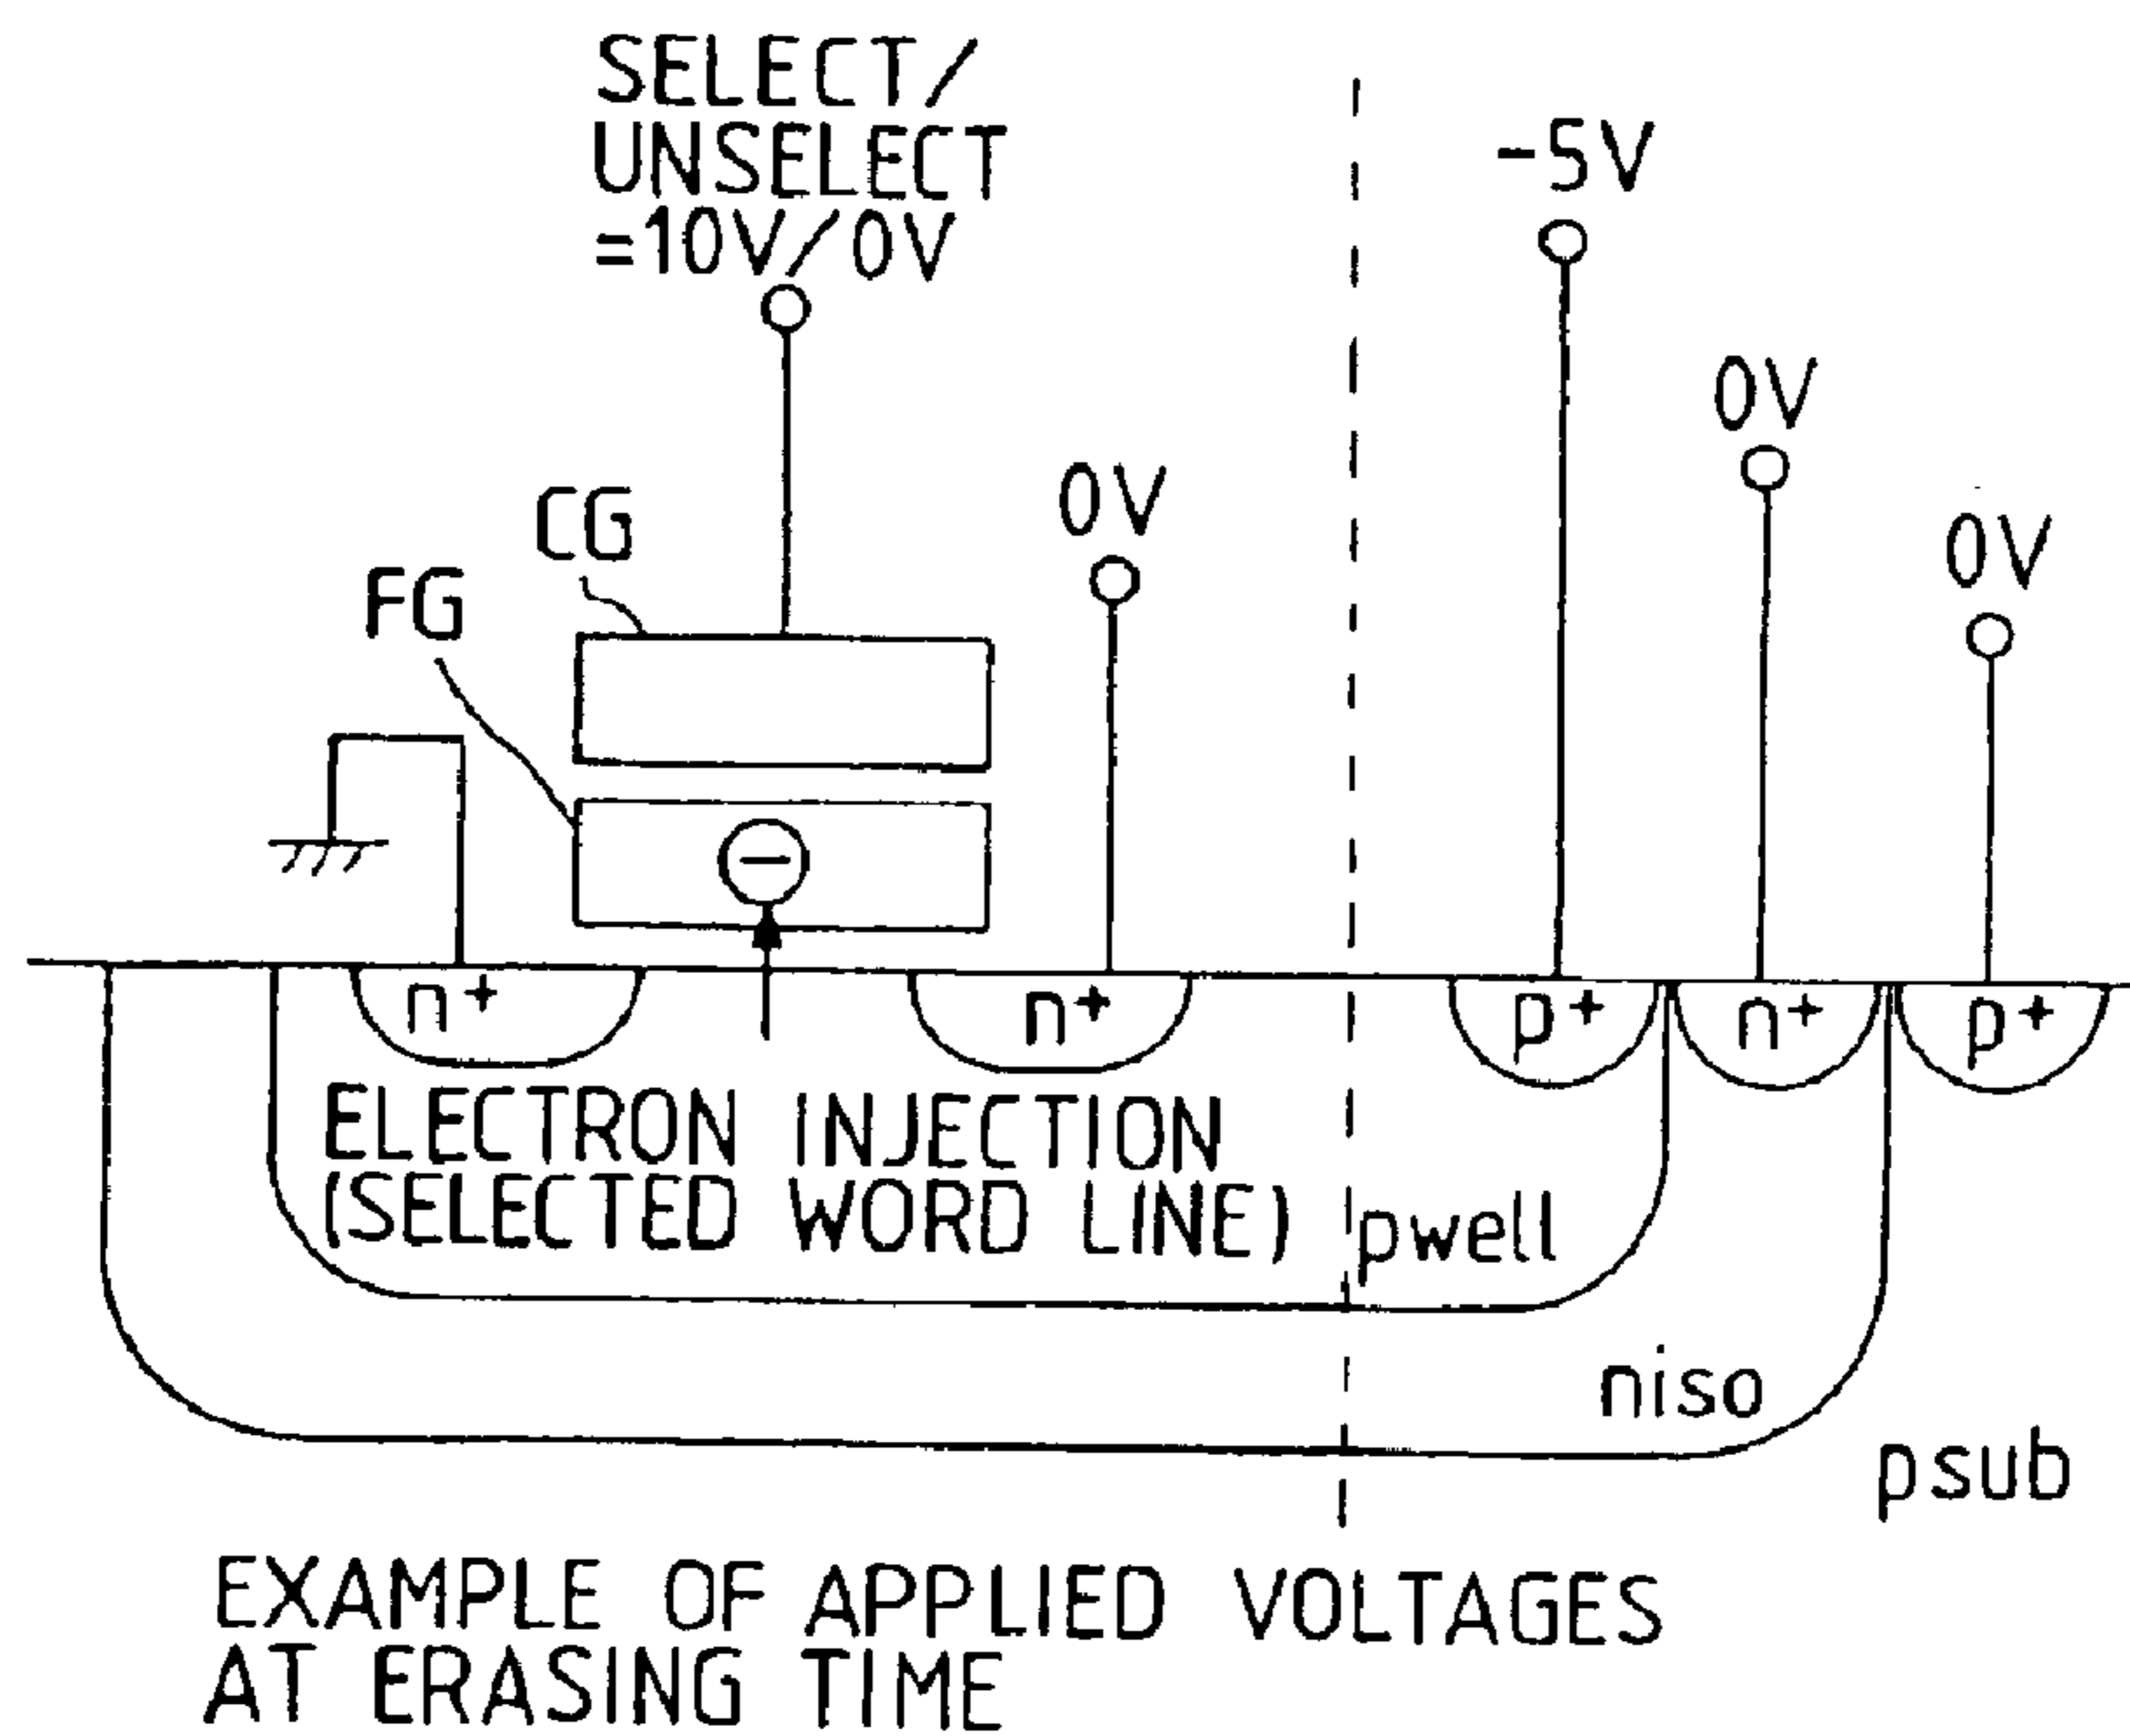 SELECT/
UNSELECT
=10V/0V
-5V
0V
CG
0V
0V
FG
n+
n+
p+
n+
p+
ELECTRON INJECTION
(SELECTED WORD LINE)
pwell
niso
psub
EXAMPLE OF APPLIED VOLTAGES
AT ERASING TIME